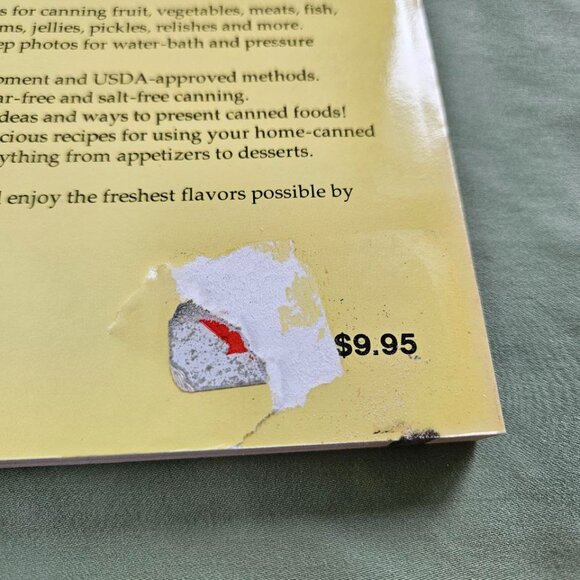 s for canning fruit, vegetables, meats, fish,
ms, jellies, pickles, relishes and more.
ep photos for water-bath and pressure
pment and USDA-approved methods.
ar-free and salt-free canning.
ideas and ways to present canned foods!
cious recipes for using your home-canned
ything from appetizers to desserts.
l enjoy the freshest flavors possible by
$9.95